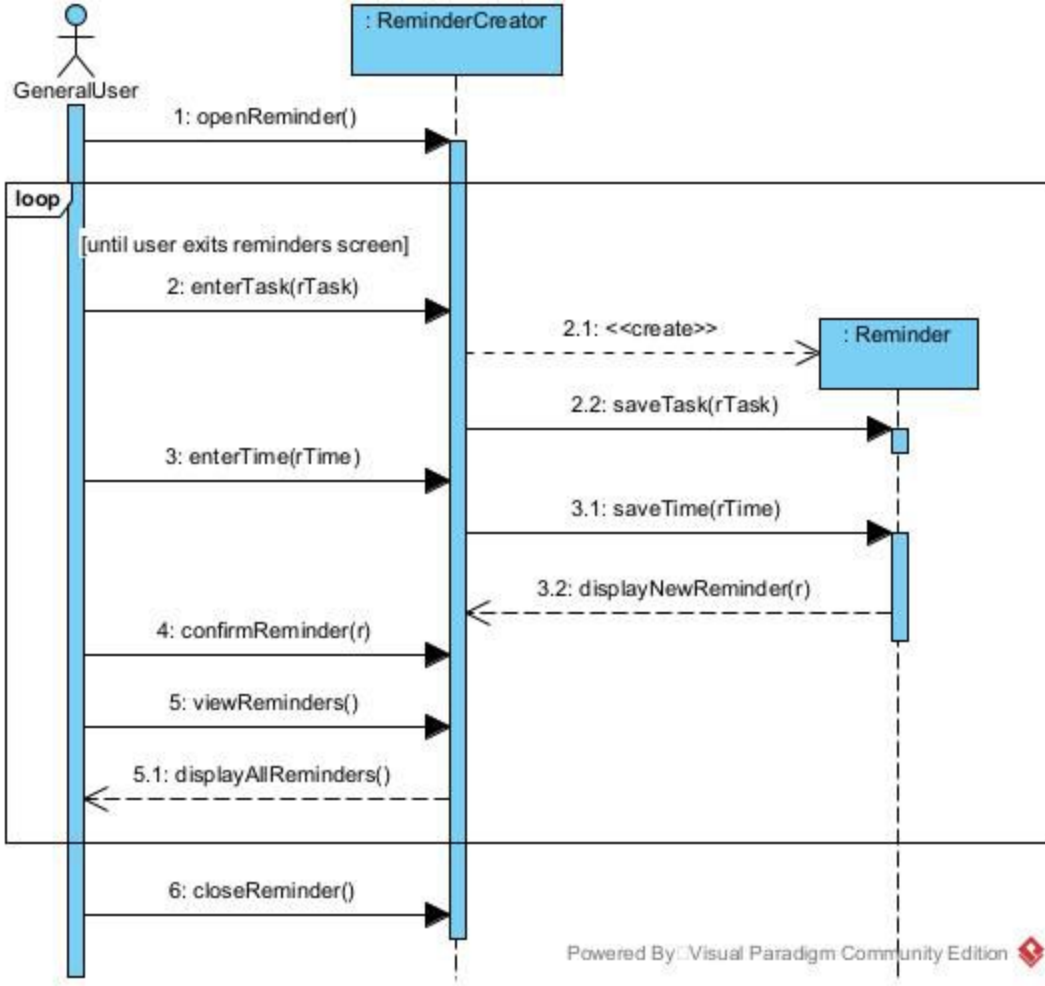 : ReminderCreator
GeneralUser
1: openReminder()
loop
[until user exits reminders screen]
2: enterTask(rTask)
2.1: <<create>>
: Reminder
2.2: saveTask(rTask)
3: enterTime(rTime)
3.1: saveTime(rTime)
3.2: displayNewReminder(r)
4: confirmReminder(r)
5: viewReminders()
5.1: displayAllReminders()
6: closeReminder()
Powered By Visual Paradigm Community Edition